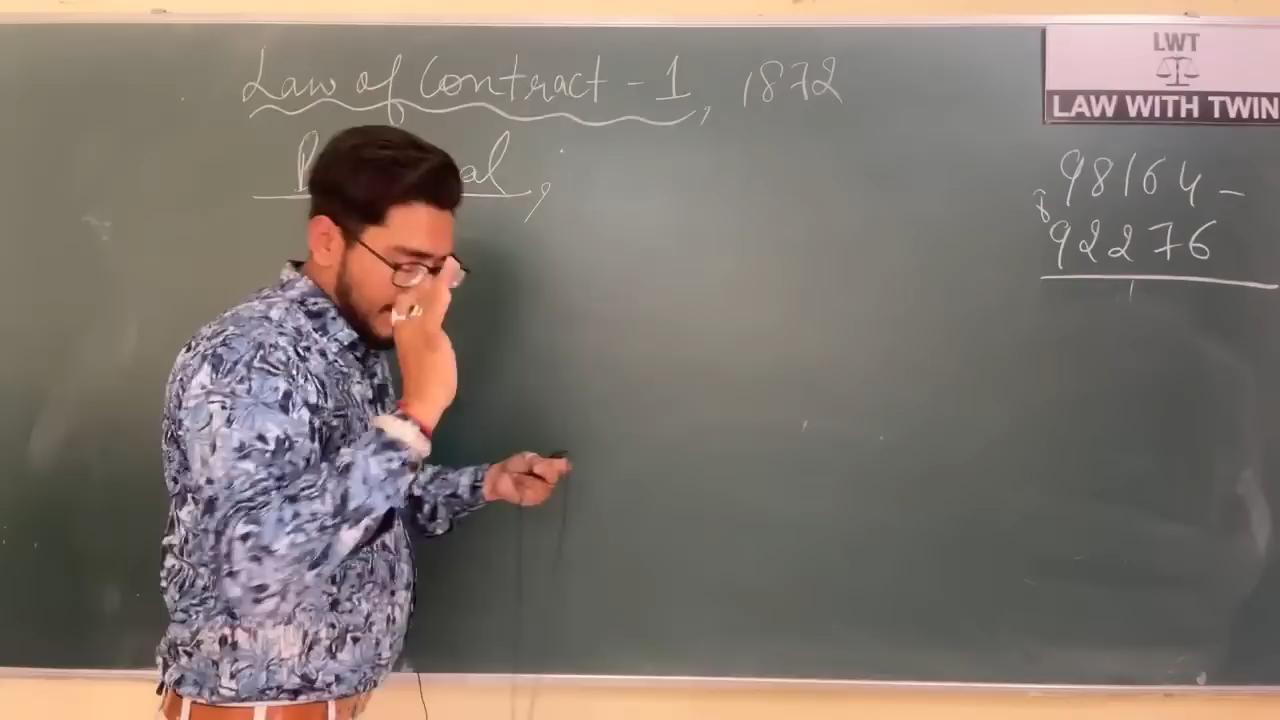 Law of Contract - 1, 1872
LWT
LAW WITH TWIN
98164 -
92276